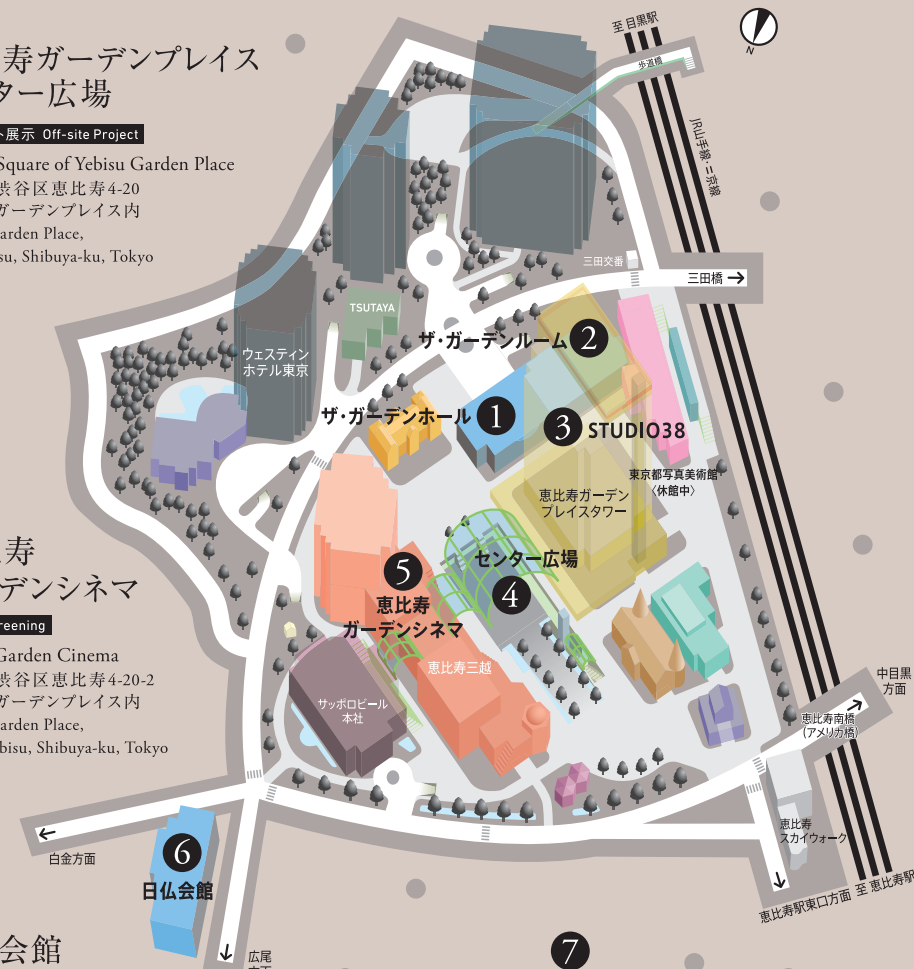 寿ガーデンプレイス
ター広場
展示 Off-site Project
Square of Yebisu Garden Place
渋谷区恵比寿4-20
ガーデンプレイス内
arden Place,
su, Shibuya-ku, Tokyo
寿
デンシネマ
reening
Garden Cinema
渋谷区恵比寿4-20-2
ガーデンプレイス内
arden Place,
bisu, Shibuya-ku, Tokyo
会館
至 目黒駅
N
歩道橋
JR山手線・埼京線
三田交番
三田橋
TSUTAYA
ウェスティン
ホテル東京
ザ・ガーデンルーム
2
ザ・ガーデンホール
1
3
STUDIO38
東京都写真美術館
〈休館中〉
恵比寿ガーデン
プレイスタワー
センター広場
4
5
恵比寿
ガーデンシネマ
恵比寿三越
サッポロビール
本社
中目黒
方面
恵比寿南橋
(アメリカ橋)
恵比寿
スカイウォーク
恵比寿駅東口方面
至 恵比寿駅
白金方面
6
日仏会館
広尾
7